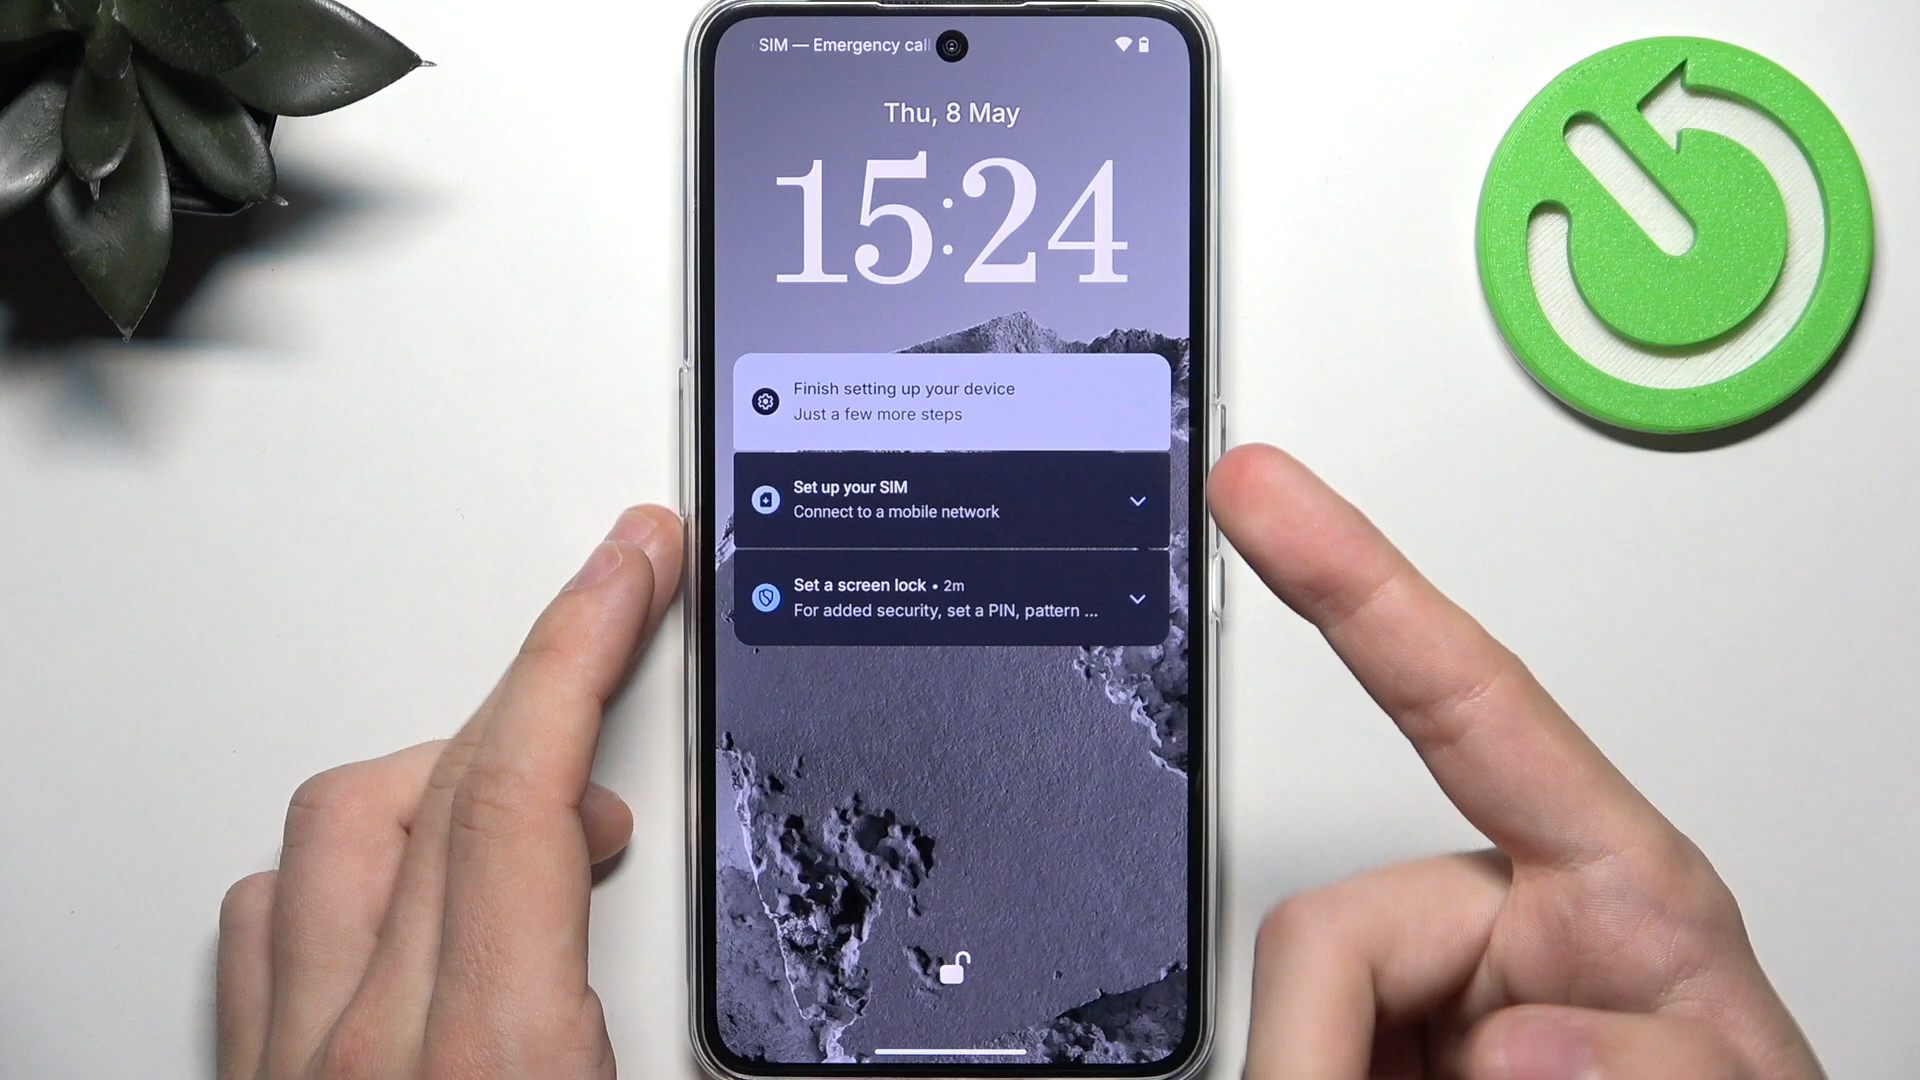 SIM — Emergency cal
Thu, 8 May
15:24
Finish setting up your device
Just a few more steps
Set up your SIM
Connect to a mobile network
Set a screen lock • 2m
For added security, set a PIN, pattern ...